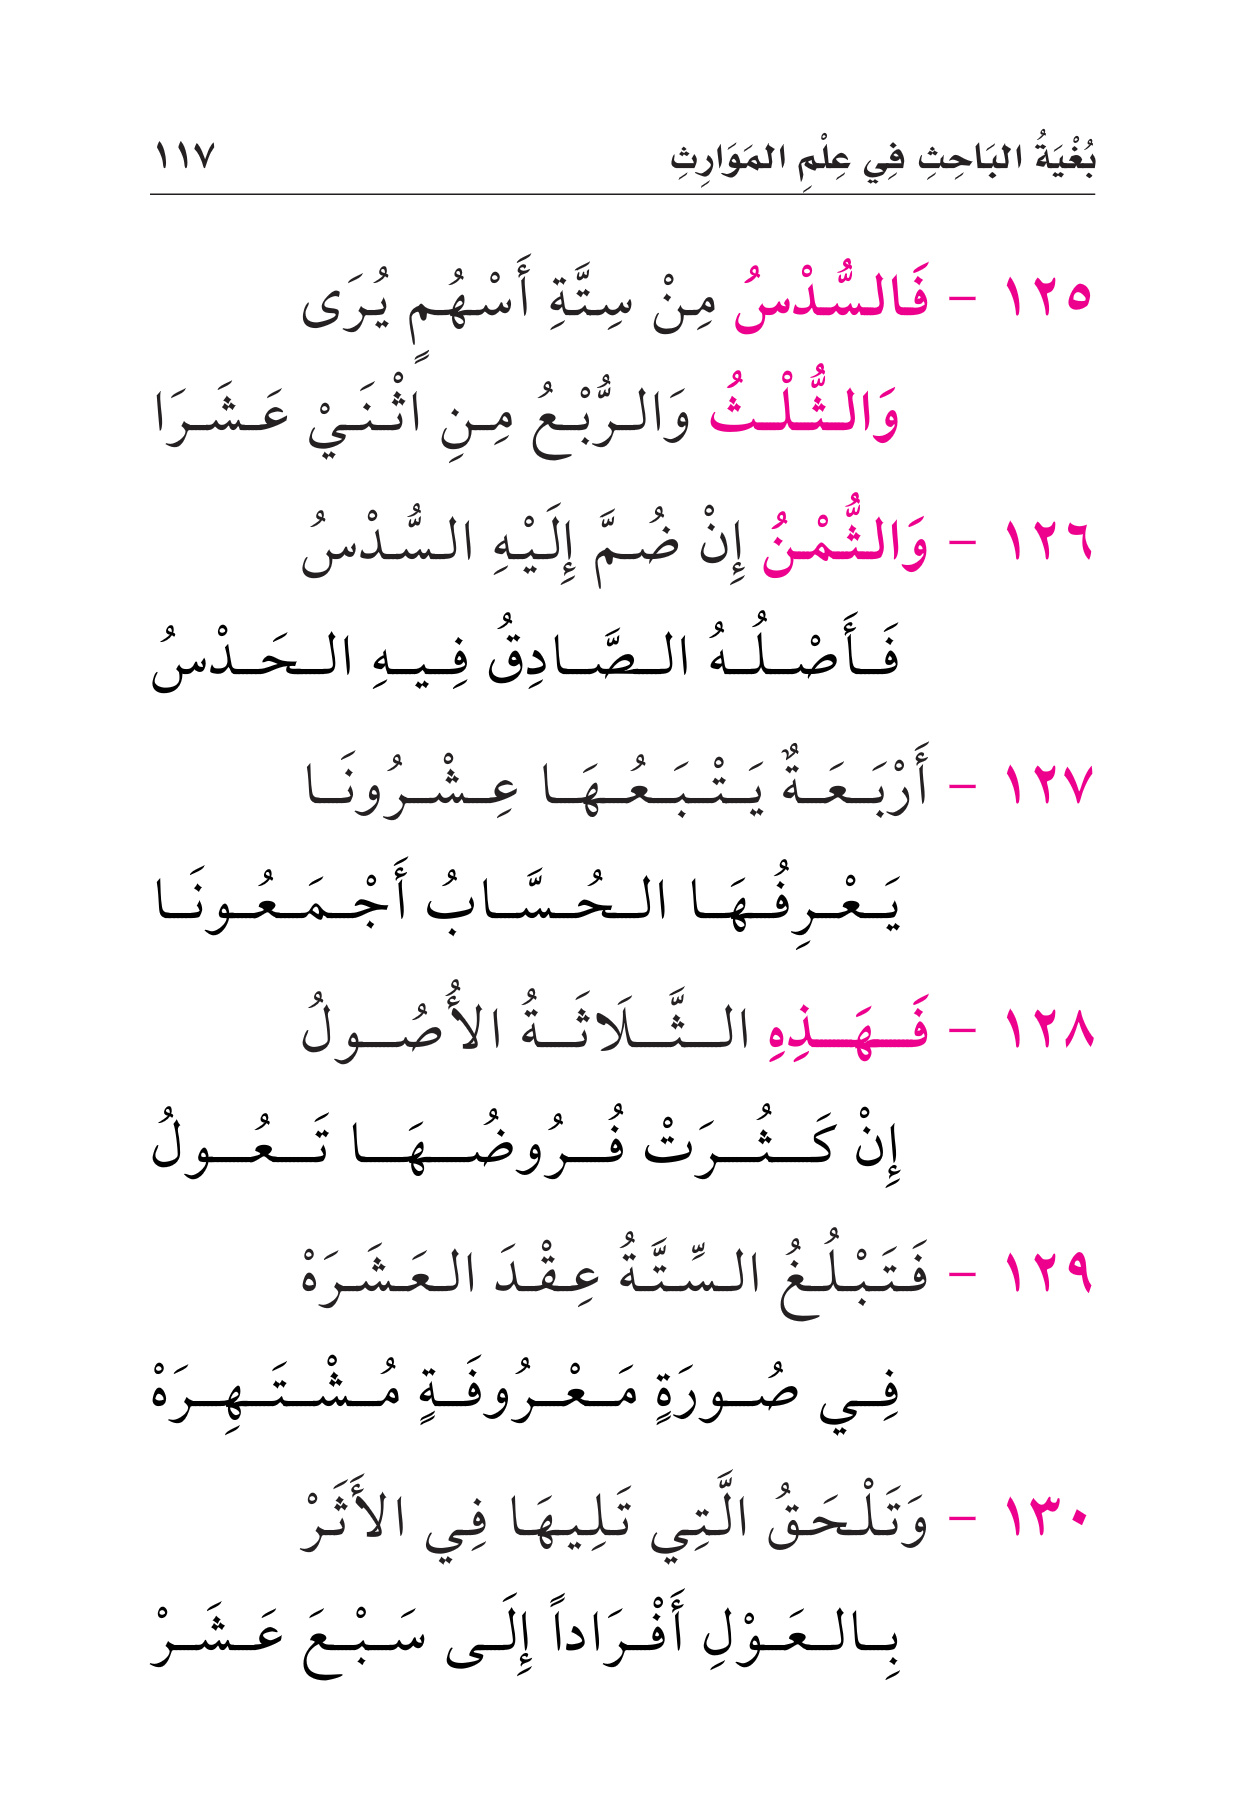 بُغْيَةُ البَاحِثِ فِي عِلْمِ المَوَارِثِ ١١٧
١٢٥ - فَالسُّدْسُ مِنْ سِتَّةِ أَسْهُمٍ يُرَى
وَالثُّلْثُ وَالرُّبْعُ مِنِ اثْنَيْ عَشَرَا
١٢٦ - وَالثُّمْنُ إِنْ ضُمَّ إِلَيْهِ السُّدْسُ
فَأَصْلُهُ الصَّادِقُ فِيهِ الحَدْسُ
١٢٧ - أَرْبَعَةٌ يَتْبَعُهَا عِشْرُونَا
يَعْرِفُهَا الحُسَّابُ أَجْمَعُونَا
١٢٨ - فَهَذِهِ الثَّلَاثَةُ الأُصُولُ
إِنْ كَثُرَتْ فُرُوضُهَا تَعُولُ
١٢٩ - فَتَبْلُغُ السِّتَّةُ عِقْدَ العَشَرَهْ
فِي صُورَةٍ مَعْرُوفَةٍ مُشْتَهِرَهْ
١٣٠ - وَتَلْحَقُ الَّتِي تَلِيهَا فِي الأَثَرْ
بِالعَوْلِ أَفْرَاداً إِلَى سَبْعَ عَشَرْ